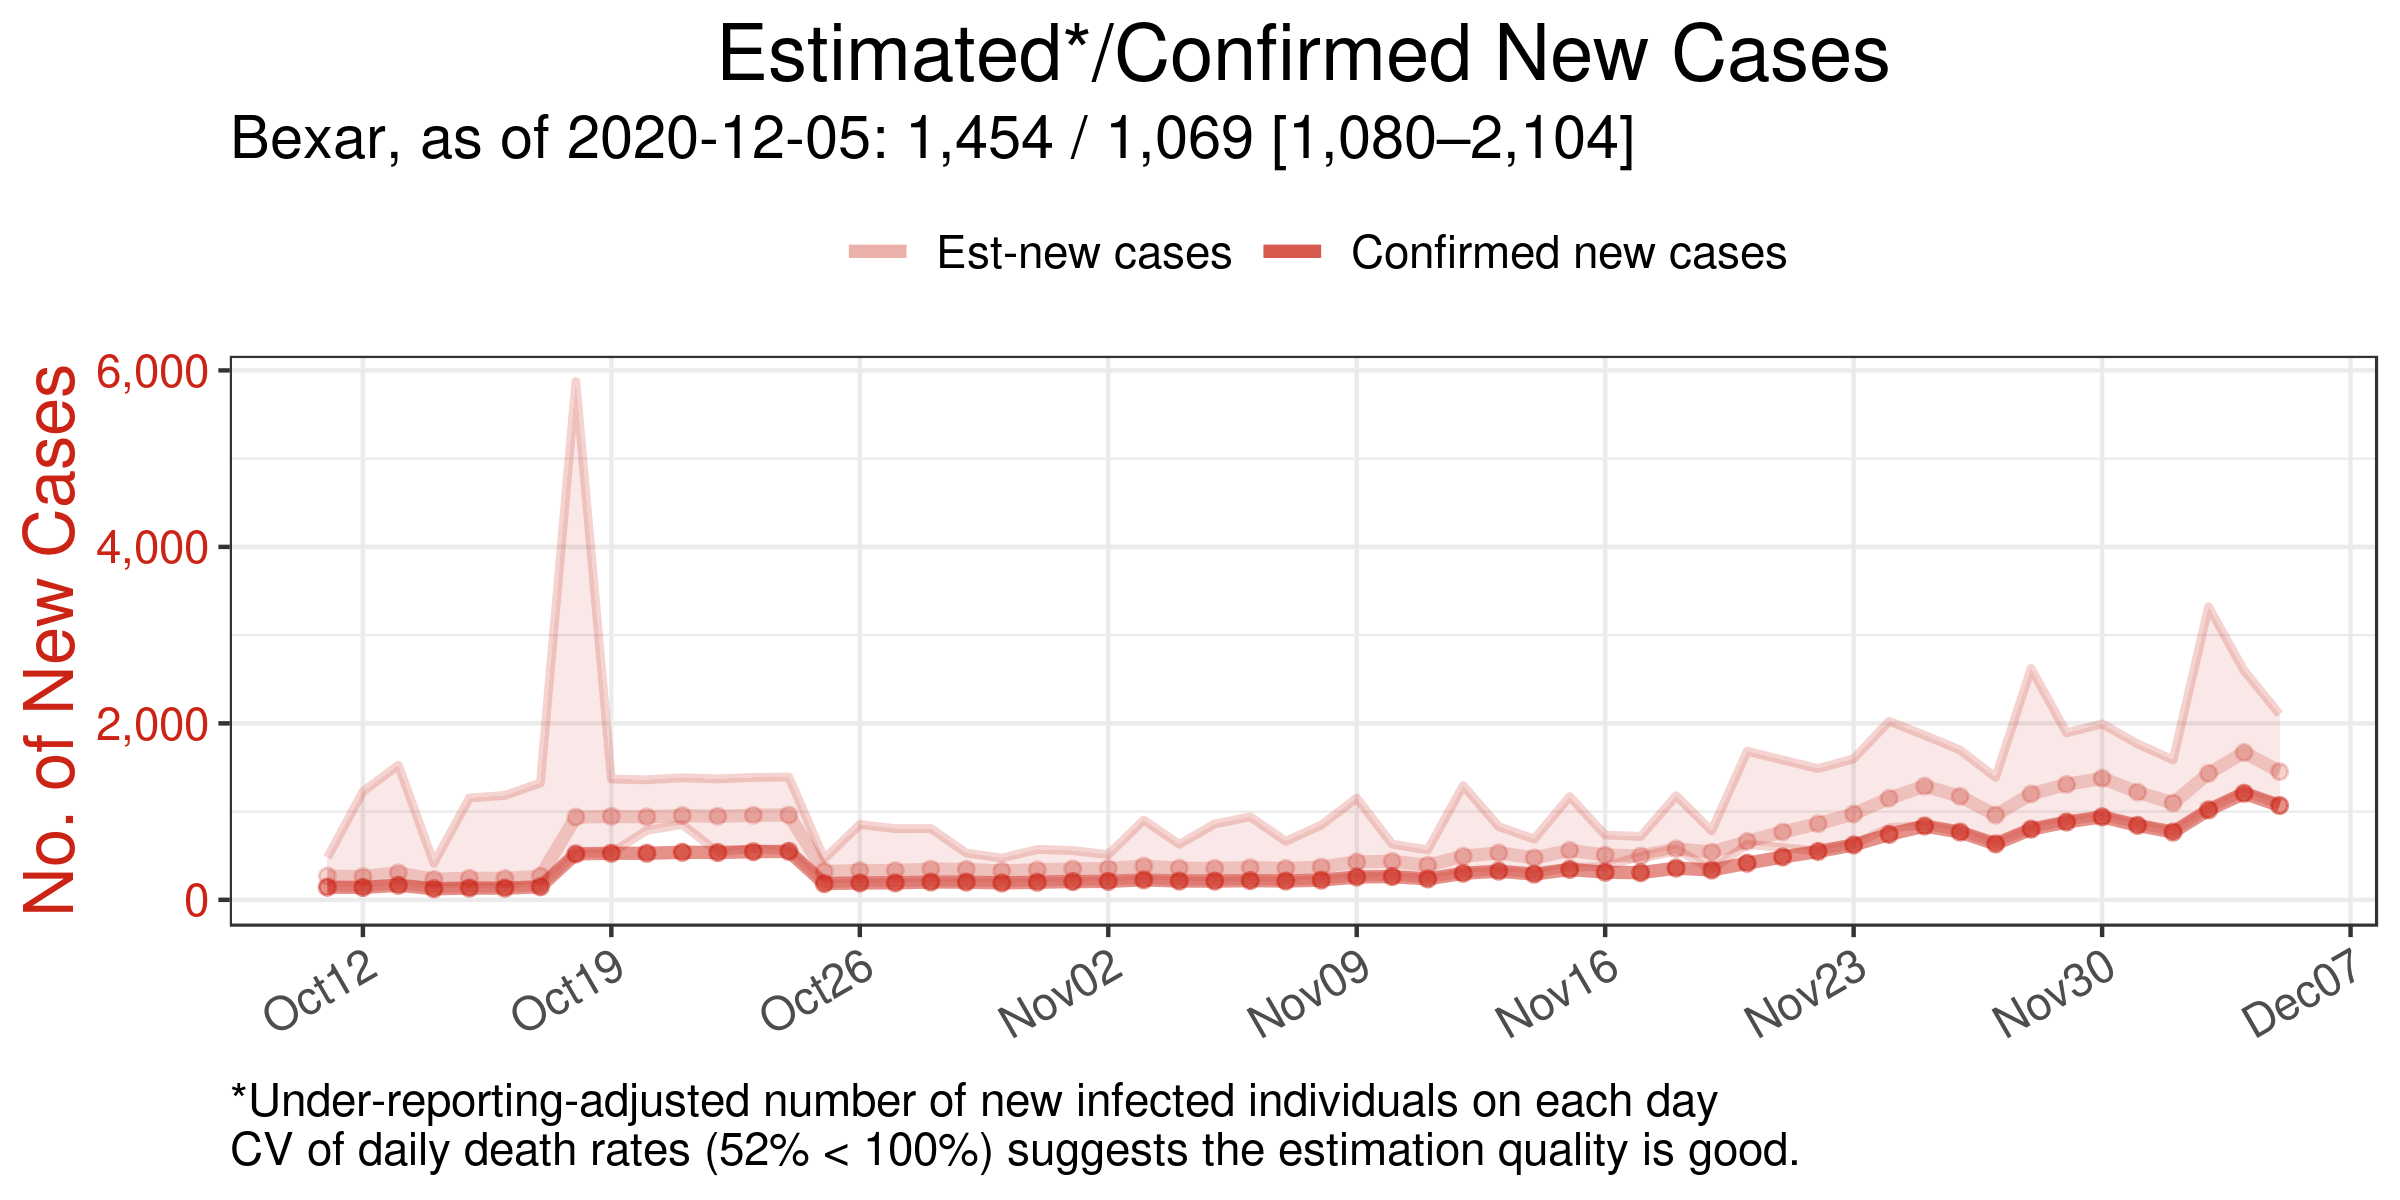 Estimated*/Confirmed New Cases
Bexar, as of 2020-12-05: 1,454 / 1,069 [1,080–2,104]
Est-new cases Confirmed new cases
No. of New Cases
6,000
4,000
2,000
0
Oct12 Oct19 Oct26 Nov02 Nov09 Nov16 Nov23 Nov30 Dec07
*Under-reporting-adjusted number of new infected individuals on each day
CV of daily death rates (52% < 100%) suggests the estimation quality is good.